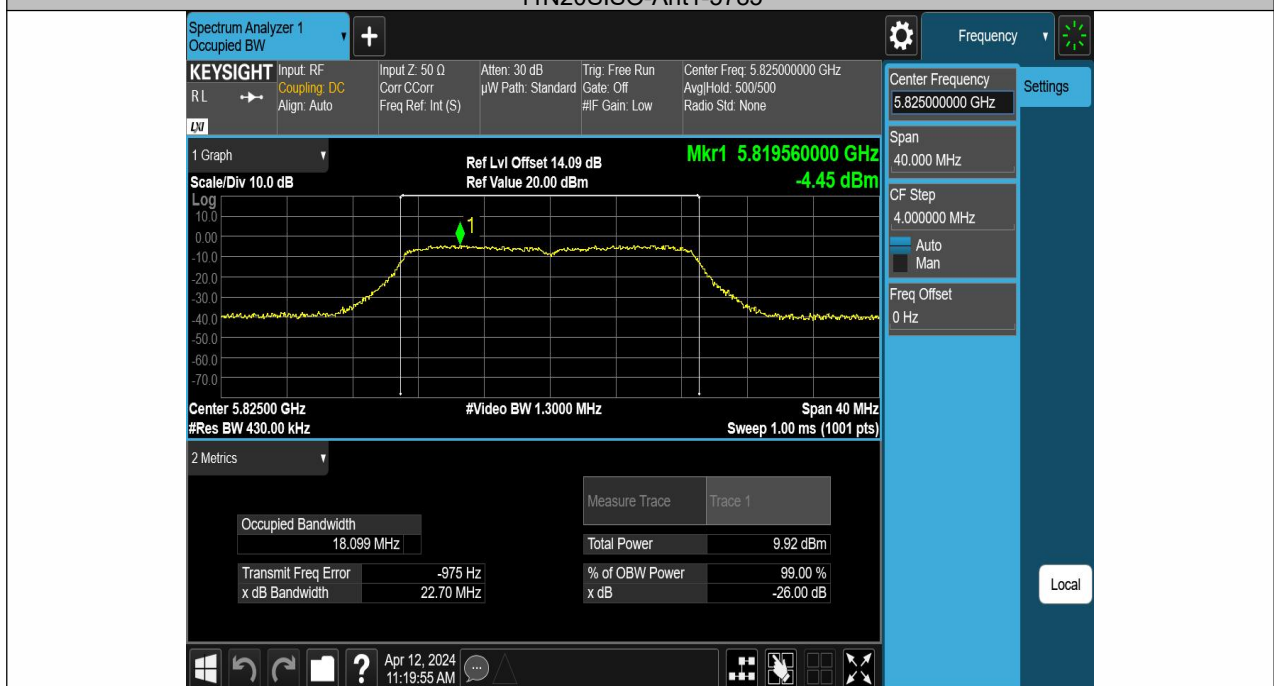 11N20SISO-Ant1-5785
Spectrum Analyzer 1
Occupied BW
+
Frequency
KEYSIGHT
RL
LXI
Input: RF
Coupling: DC
Align: Auto
Input Z: 50 Ω
Corr CCorr
Freq Ref: Int (S)
Atten: 30 dB
µW Path: Standard
Trig: Free Run
Gate: Off
#IF Gain: Low
Center Freq: 5.825000000 GHz
Avg|Hold: 500/500
Radio Std: None
Center Frequency
5.825000000 GHz
Settings
Span
40.000 MHz
CF Step
4.000000 MHz
Auto
Man
Freq Offset
0 Hz
Local
1 Graph
Scale/Div 10.0 dB
Ref Lvl Offset 14.09 dB
Ref Value 20.00 dBm
Mkr1 5.819560000 GHz
-4.45 dBm
Log
10.0
0.00
-10.0
-20.0
-30.0
-40.0
-50.0
-60.0
-70.0
1
Center 5.82500 GHz
#Video BW 1.3000 MHz
Span 40 MHz
#Res BW 430.00 kHz
Sweep 1.00 ms (1001 pts)
2 Metrics
Measure Trace Trace 1
Occupied Bandwidth
18.099 MHz
Total Power 9.92 dBm
Transmit Freq Error -975 Hz
% of OBW Power 99.00 %
x dB Bandwidth 22.70 MHz
x dB -26.00 dB
?
Apr 12, 2024
11:19:55 AM